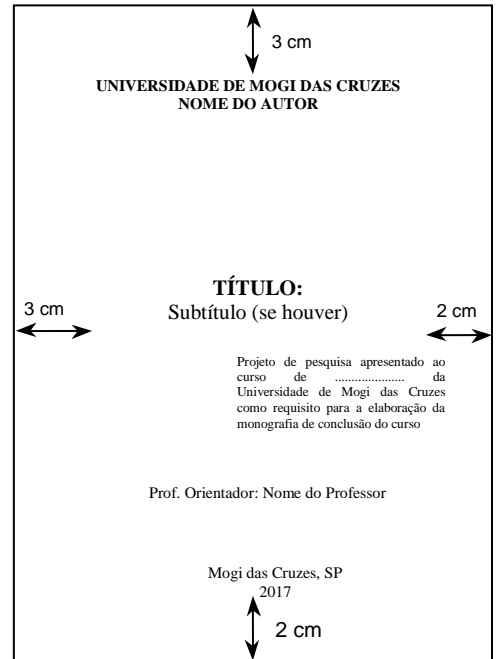 3 cm
UNIVERSIDADE DE MOGI DAS CRUZES
NOME DO AUTOR
TÍTULO:
Subtítulo (se houver)
3 cm
2 cm
Projeto de pesquisa apresentado ao
curso de ..................... da
Universidade de Mogi das Cruzes
como requisito para a elaboração da
monografia de conclusão do curso
Prof. Orientador: Nome do Professor
Mogi das Cruzes, SP
2017
2 cm